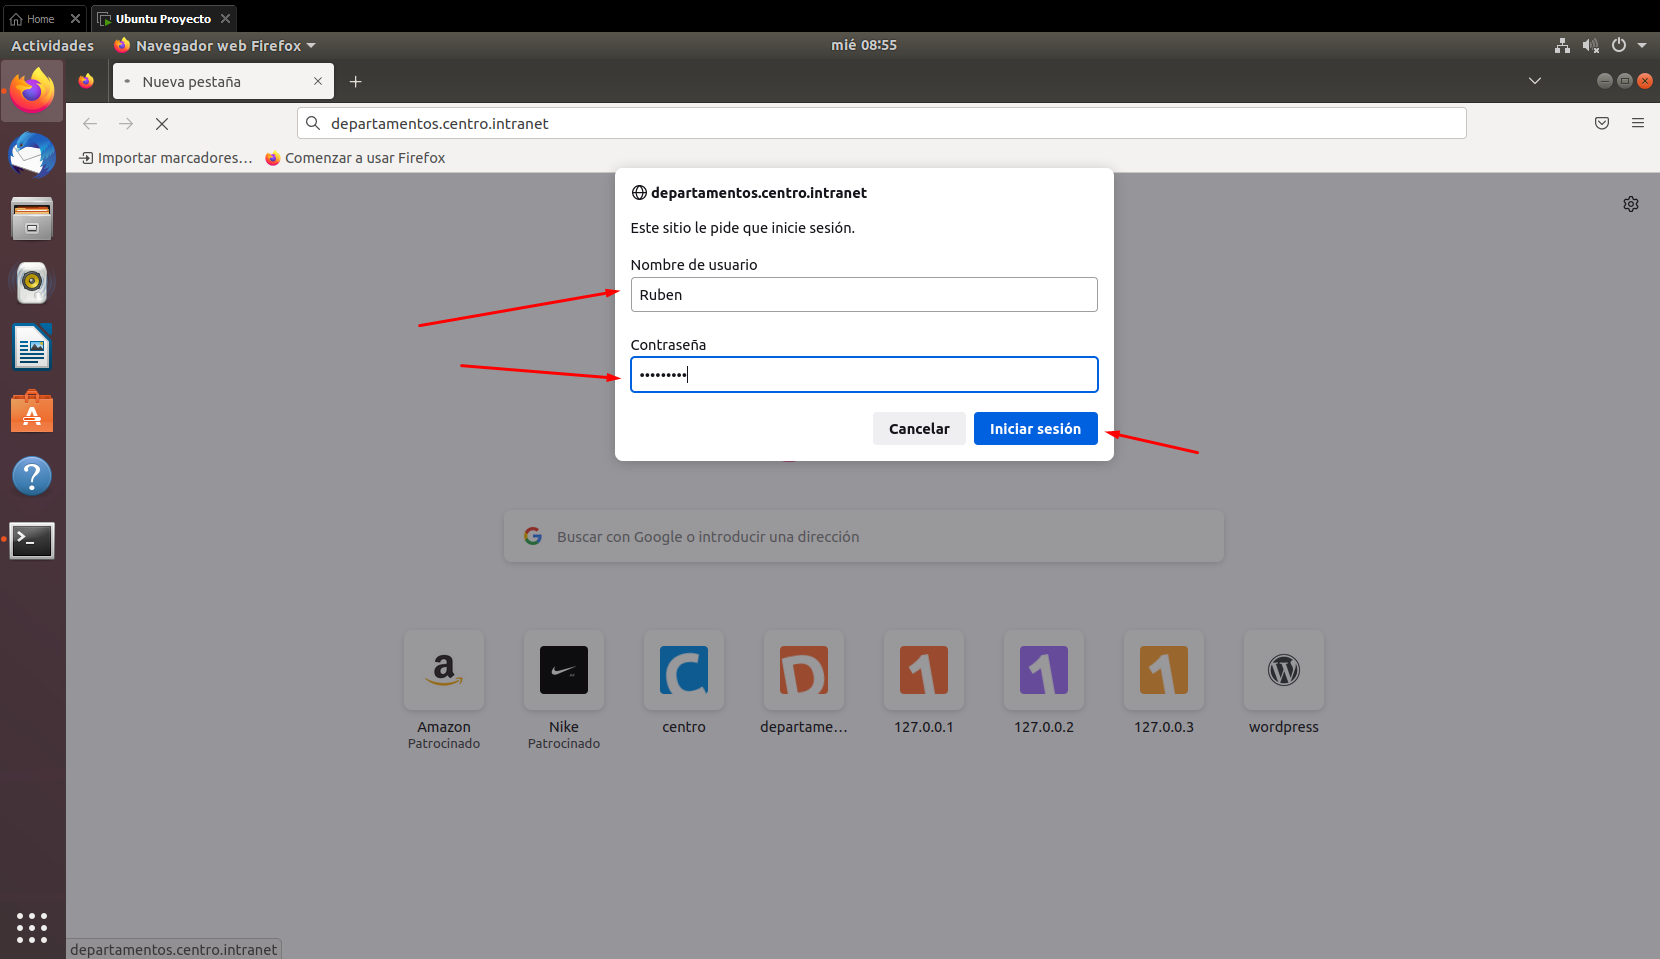 Home
Ubuntu Proyecto
Actividades
Navegador web Firefox
mié 08:55
Nueva pestaña
departamentos.centro.intranet
Importar marcadores…
Comenzar a usar Firefox
departamentos.centro.intranet
Este sitio le pide que inicie sesión.
Nombre de usuario
Ruben
Contraseña
•••••••••
Cancelar
Iniciar sesión
Buscar con Google o introducir una dirección
Amazon
Patrocinado
Nike
Patrocinado
centro
departame…
127.0.0.1
127.0.0.2
127.0.0.3
wordpress
departamentos.centro.intranet